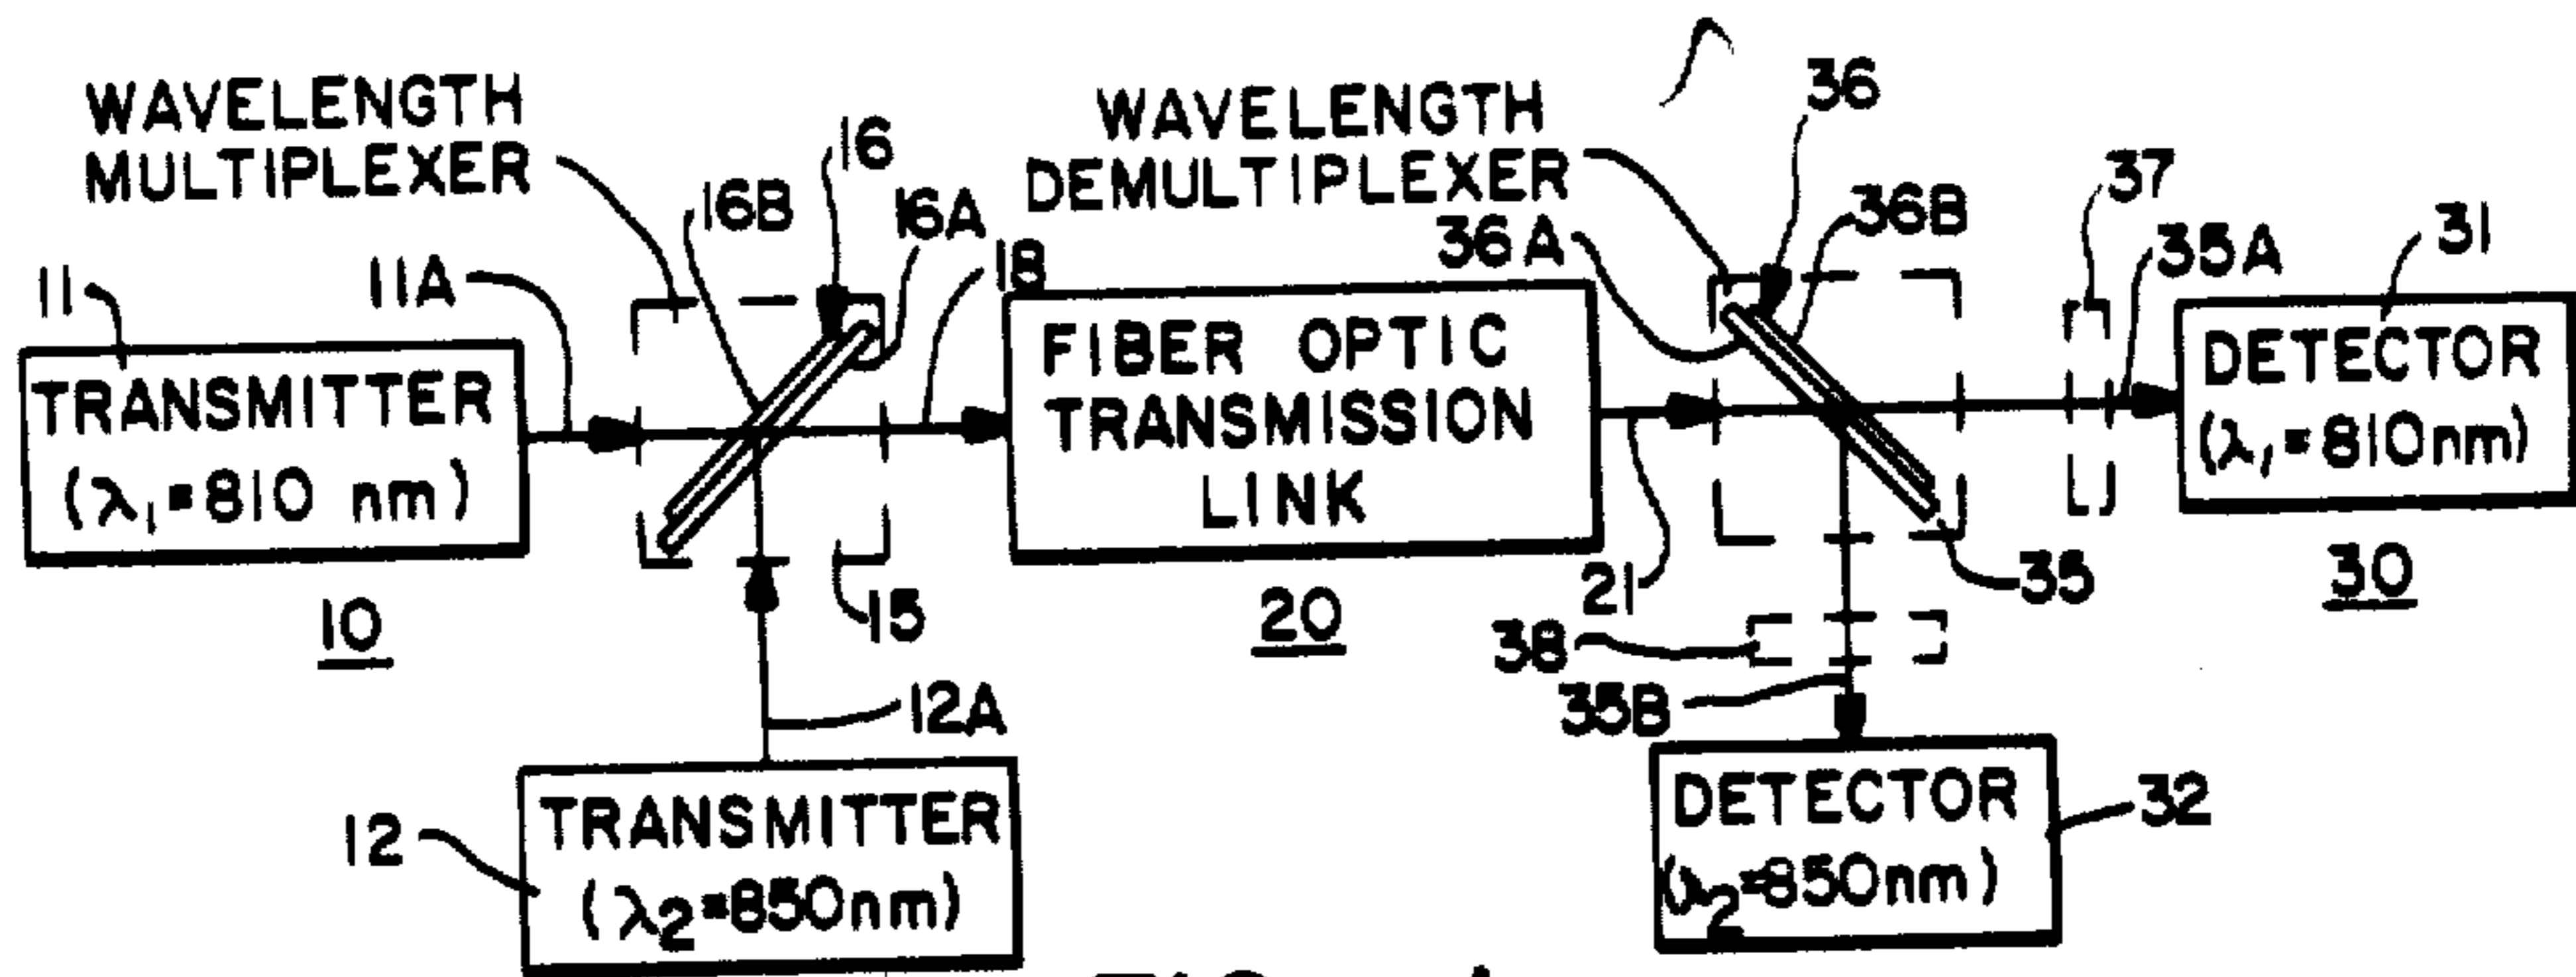 WAVELENGTH
MULTIPLEXER
16
16B
16A
11
11A
18
TRANSMITTER
(λ₁=810 nm)
10
15
12A
12
TRANSMITTER
(λ2=850nm)
WAVELENGTH
DEMULTIPLEXER
36
36A
36B
37
35A
31
FIBER OPTIC
TRANSMISSION
LINK
20
21
DETECTOR
(λ₁=810nm)
30
35
38
35B
DETECTOR
(λ2=850nm)
32